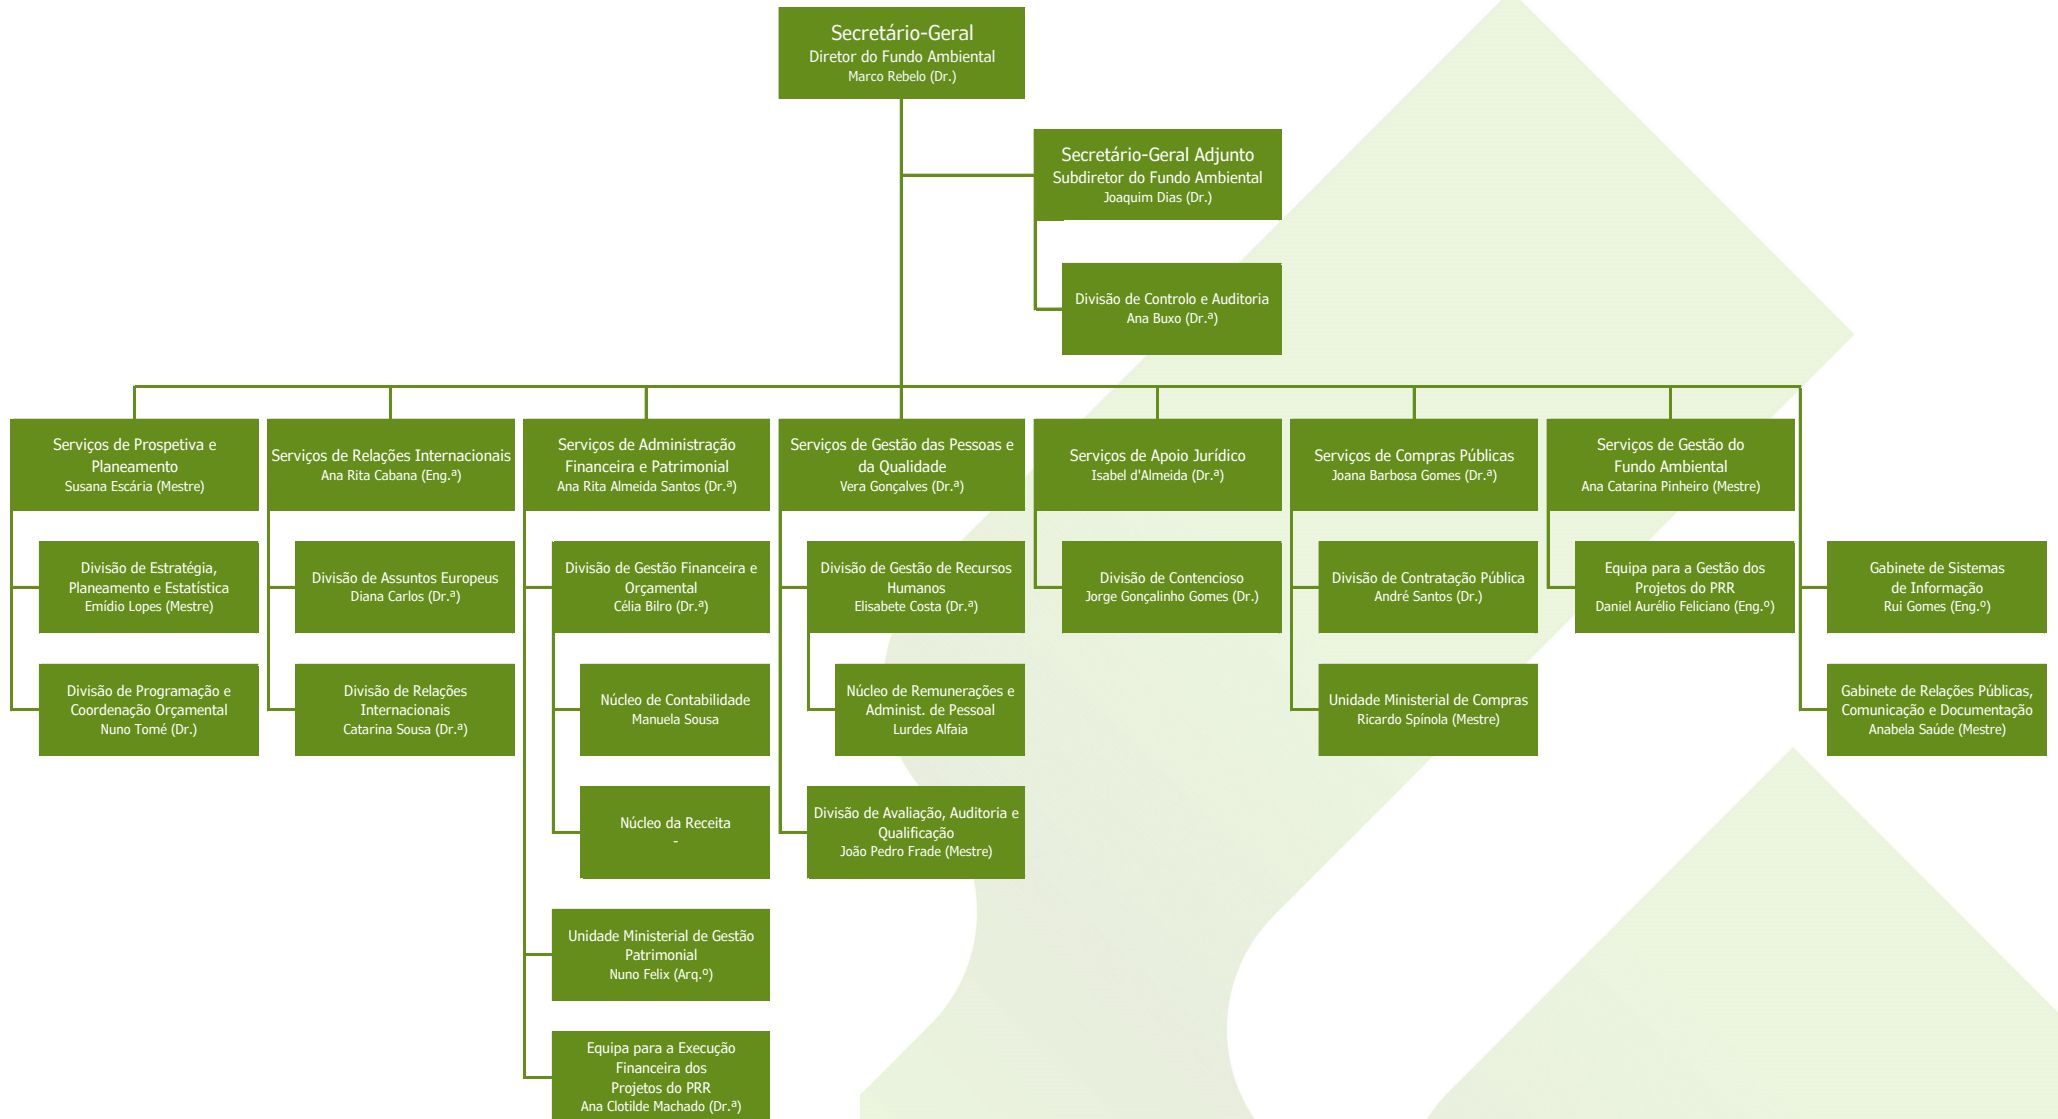 Secretário-Geral
Diretor do Fundo Ambiental
Marco Rebelo (Dr.)
Secretário-Geral Adjunto
Subdiretor do Fundo Ambiental
Joaquim Dias (Dr.)
Divisão de Controlo e Auditoria
Ana Buxo (Dr.ª)
Serviços de Prospetiva e
Planeamento
Susana Escária (Mestre)
Divisão de Estratégia,
Planeamento e Estatística
Emídio Lopes (Mestre)
Divisão de Programação e
Coordenação Orçamental
Nuno Tomé (Dr.)
Serviços de Relações Internacionais
Ana Rita Cabana (Eng.ª)
Divisão de Assuntos Europeus
Diana Carlos (Dr.ª)
Divisão de Relações
Internacionais
Catarina Sousa (Dr.ª)
Serviços de Administração
Financeira e Patrimonial
Ana Rita Almeida Santos (Dr.ª)
Divisão de Gestão Financeira e
Orçamental
Célia Bilro (Dr.ª)
Núcleo de Contabilidade
Manuela Sousa
Núcleo da Receita
-
Unidade Ministerial de Gestão
Patrimonial
Nuno Felix (Arq.º)
Equipa para a Execução
Financeira dos
Projetos do PRR
Ana Clotilde Machado (Dr.ª)
Serviços de Gestão das Pessoas e
da Qualidade
Vera Gonçalves (Dr.ª)
Divisão de Gestão de Recursos
Humanos
Elisabete Costa (Dr.ª)
Núcleo de Remunerações e
Administ. de Pessoal
Lurdes Alfaia
Divisão de Avaliação, Auditoria e
Qualificação
João Pedro Frade (Mestre)
Serviços de Apoio Jurídico
Isabel d'Almeida (Dr.ª)
Divisão de Contencioso
Jorge Gonçalinho Gomes (Dr.)
Serviços de Compras Públicas
Joana Barbosa Gomes (Dr.ª)
Divisão de Contratação Pública
André Santos (Dr.)
Unidade Ministerial de Compras
Ricardo Spínola (Mestre)
Serviços de Gestão do
Fundo Ambiental
Ana Catarina Pinheiro (Mestre)
Equipa para a Gestão dos
Projetos do PRR
Daniel Aurélio Feliciano (Eng.º)
Gabinete de Sistemas
de Informação
Rui Gomes (Eng.º)
Gabinete de Relações Públicas,
Comunicação e Documentação
Anabela Saúde (Mestre)